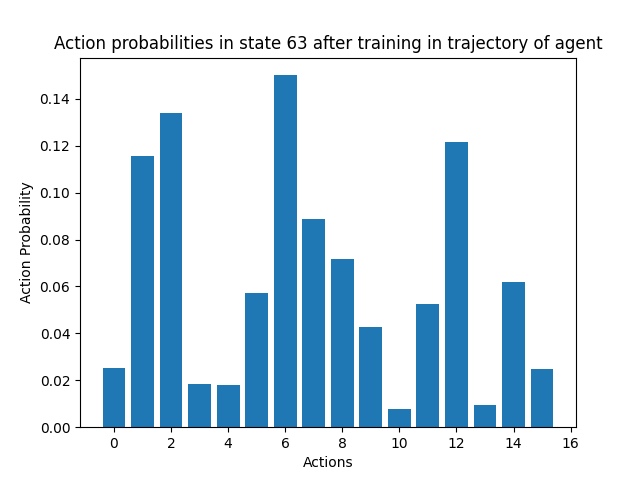 Action probabilities in state 63 after training in trajectory of agent
0.14
0.12
0.10
0.08
0.06
0.04
0.02
0.00
Action Probability
0 2 4 6 8 10 12 14 16
Actions